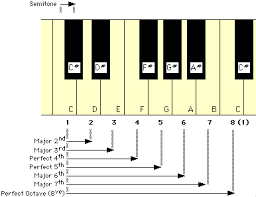 Semitone
C# D# F# G# A# C#
C D E F G A B C
1 2 3 4 5 6 7 8 (1)
Major 2nd
Major 3rd
Perfect 4th
Perfect 5th
Major 6th
Major 7th
Perfect Octave (8ve)